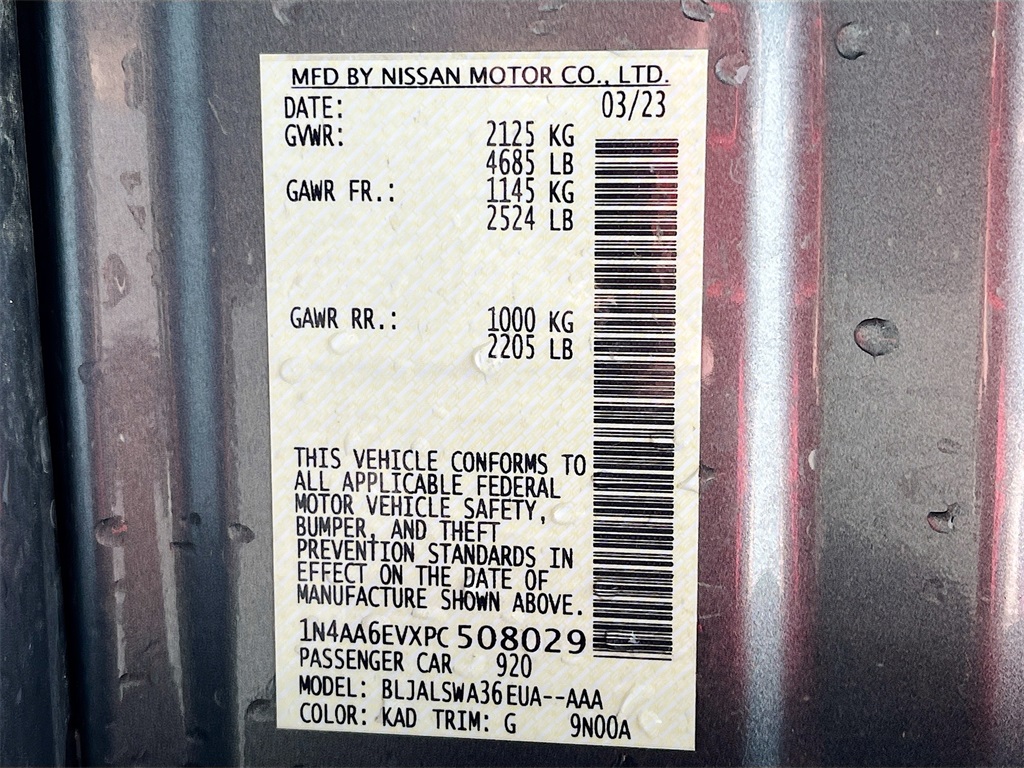 MFD BY NISSAN MOTOR CO., LTD.
DATE: 03/23
GVWR: 2125 KG
4685 LB
GAWR FR.: 1145 KG
2524 LB
GAWR RR.: 1000 KG
2205 LB
THIS VEHICLE CONFORMS TO
ALL APPLICABLE FEDERAL
MOTOR VEHICLE SAFETY,
BUMPER, AND THEFT
PREVENTION STANDARDS IN
EFFECT ON THE DATE OF
MANUFACTURE SHOWN ABOVE.
1N4AA6EVXPC508029
PASSENGER CAR 920
MODEL: BLJALSWA36EUA--AAA
COLOR: KAD TRIM: G 9N00A